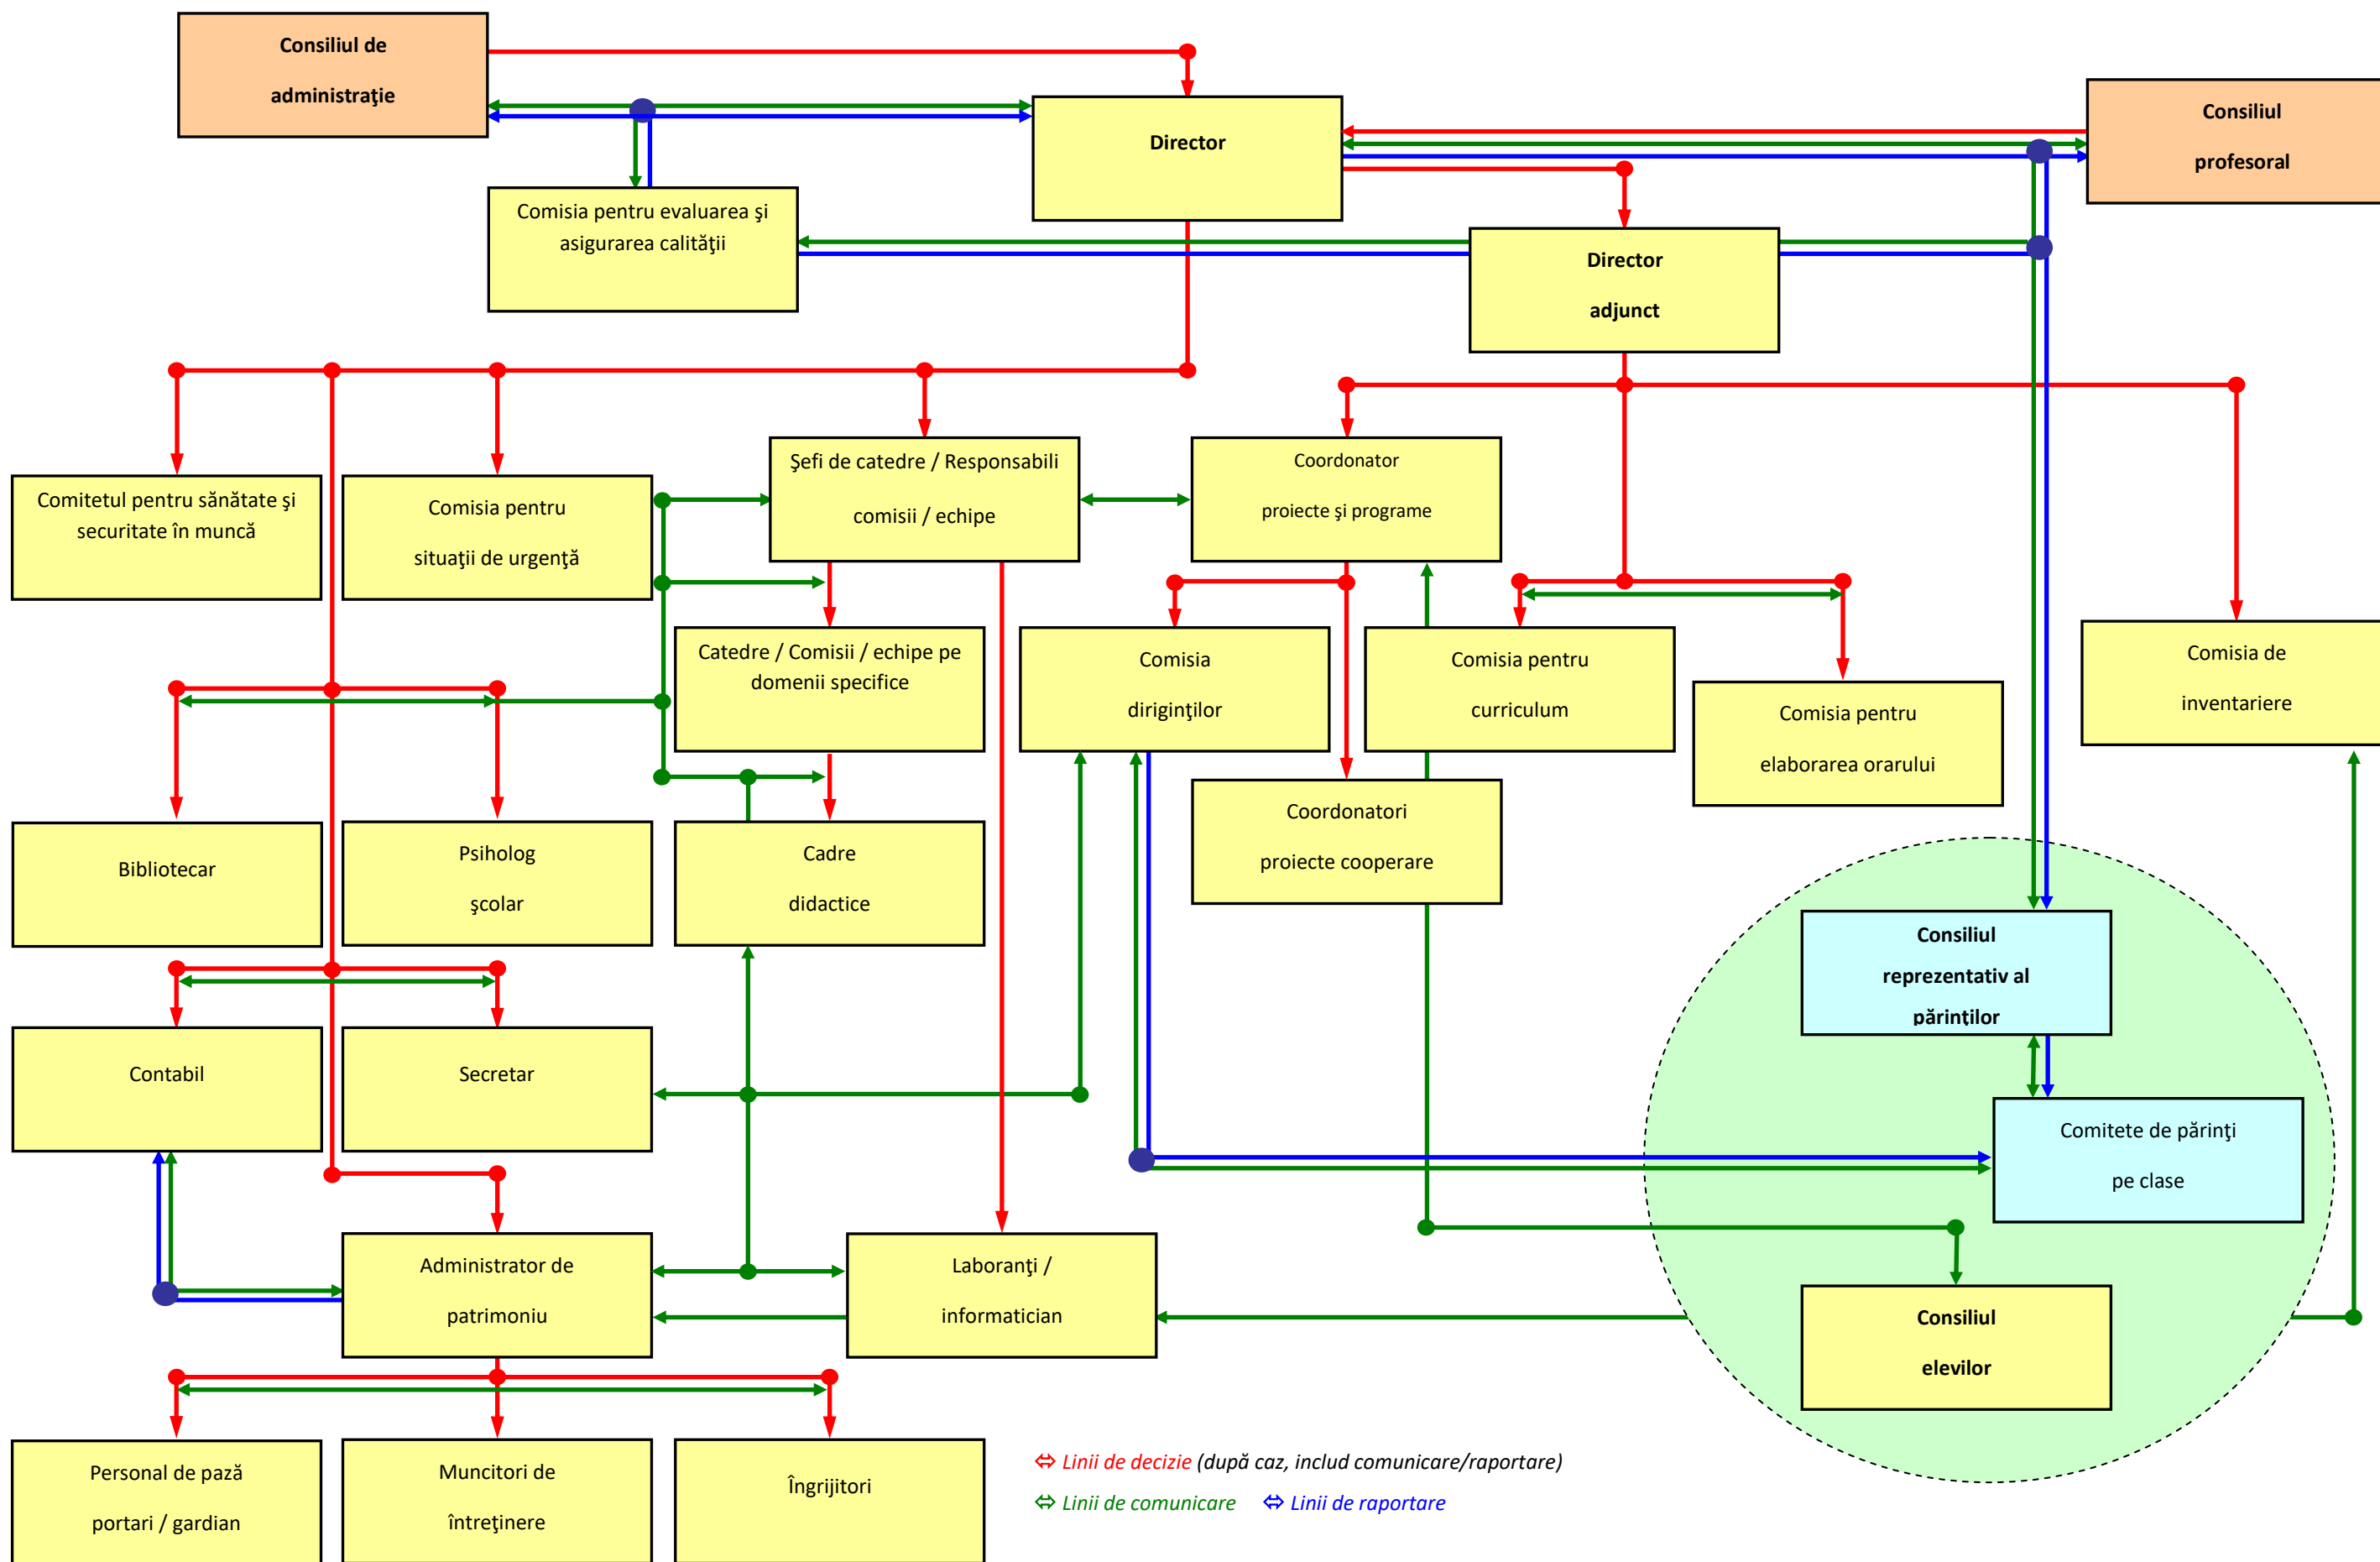 Consiliul de
administraţie
Director
Consiliul
profesoral
Comisia pentru evaluarea şi
asigurarea calităţii
Director
adjunct
Şefi de catedre / Responsabili
comisii / echipe
Coordonator
proiecte şi programe
Comitetul pentru sănătate şi
securitate în muncă
Comisia pentru
situaţii de urgenţă
Catedre / Comisii / echipe pe
domenii specifice
Comisia
diriginţilor
Comisia pentru
curriculum
Comisia pentru
elaborarea orarului
Comisia de
inventariere
Coordonatori
proiecte cooperare
Bibliotecar
Psiholog
şcolar
Cadre
didactice
Consiliul
reprezentativ al
părinţilor
Contabil
Secretar
Comitete de părinţi
pe clase
Administrator de
patrimoniu
Laboranţi /
informatician
Consiliul
elevilor
Personal de pază
portari / gardian
Muncitori de
întreţinere
Îngrijitori
⬄ Linii de decizie (după caz, includ comunicare/raportare)
⬄ Linii de comunicare ⬄ Linii de raportare